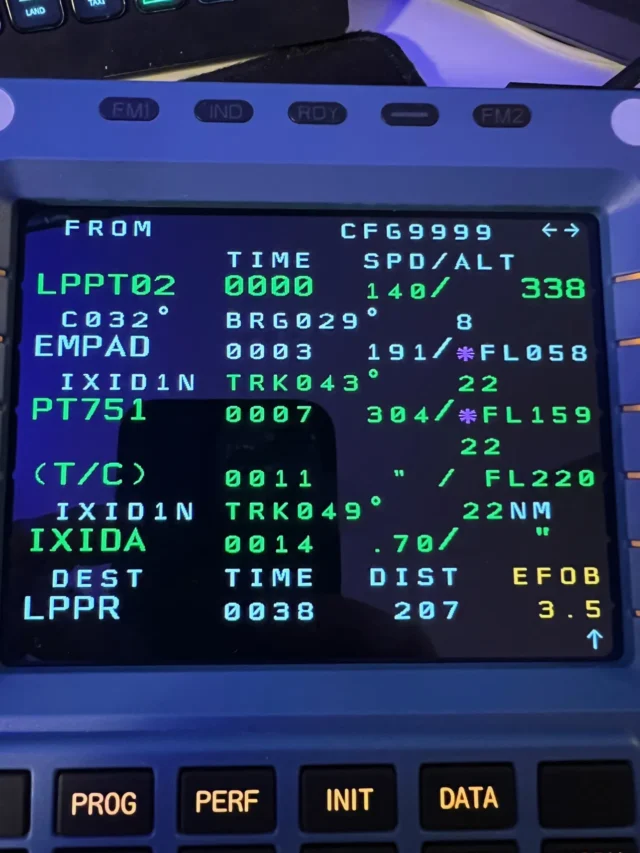 LAND TAXI
FM1 IND RDY FM2
FROM CFG9999 ←→
TIME SPD/ALT
LPPT02 0000 140/ 338
C032° BRG029° 8
EMPAD 0003 191/*FL058
IXID1N TRK043° 22
PT751 0007 304/*FL159
22
(T/C) 0011 " / FL220
IXID1N TRK049° 22NM
IXIDA 0014 .70/ "
DEST TIME DIST EFOB
LPPR 0038 207 3.5
↑
PROG PERF INIT DATA